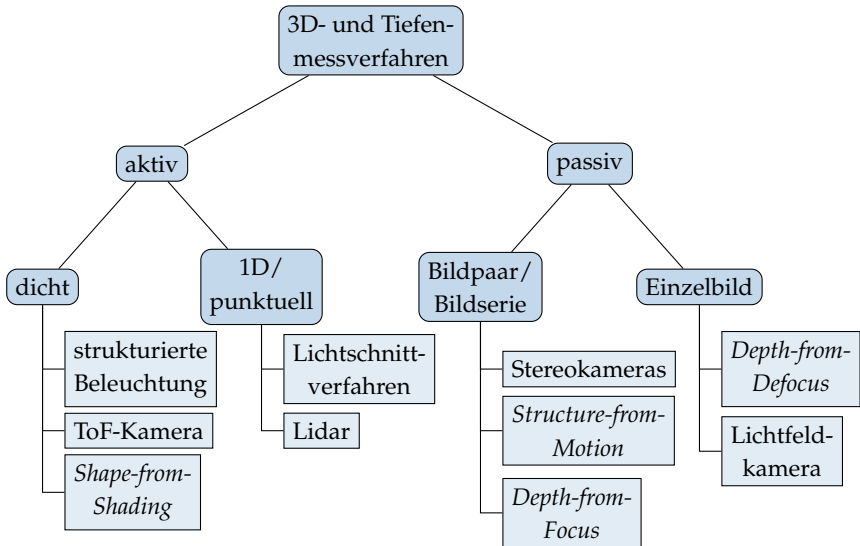 3D- und Tiefen-
messverfahren
aktiv
passiv
dicht
1D/
punktuell
Bildpaar/
Bildserie
Einzelbild
strukturierte
Beleuchtung
ToF-Kamera
Shape-from-
Shading
Lichtschnitt-
verfahren
Lidar
Stereokameras
Structure-from-
Motion
Depth-from-
Focus
Depth-from-
Defocus
Lichtfeld-
kamera